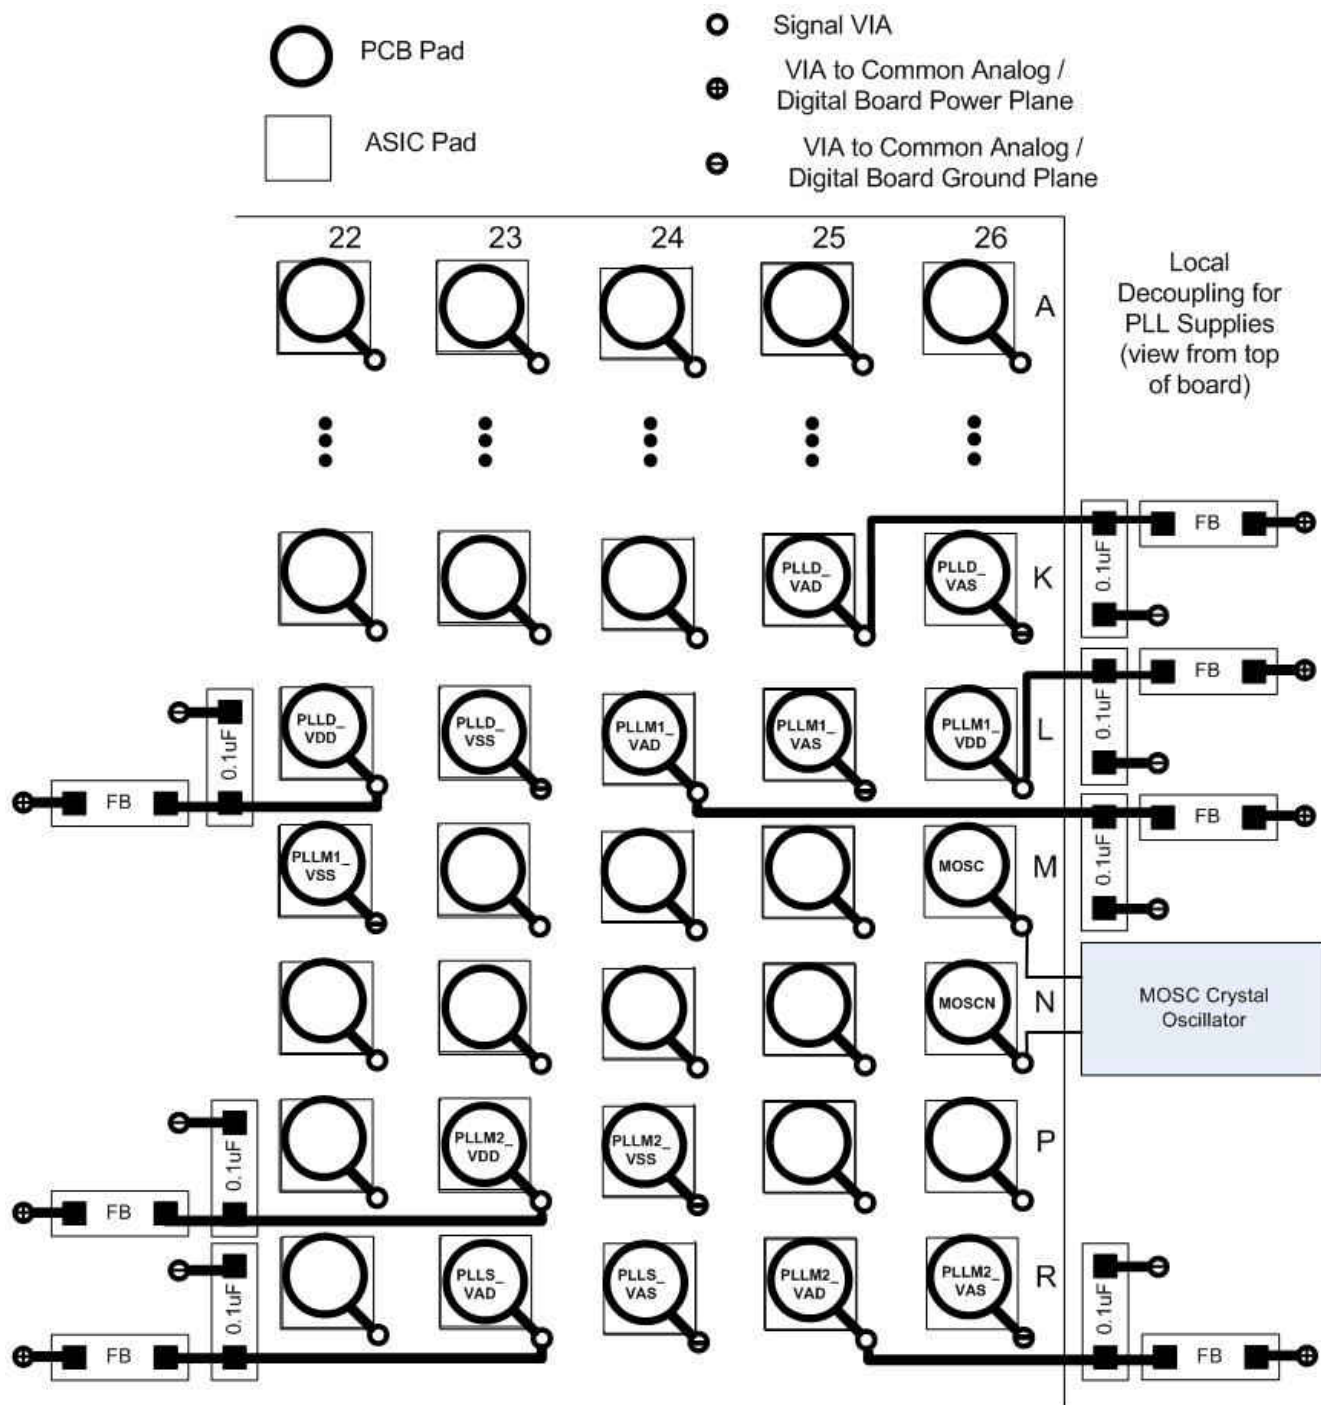 PCB Pad
ASIC Pad
Signal VIA
VIA to Common Analog /
Digital Board Power Plane
VIA to Common Analog /
Digital Board Ground Plane
22 23 24 25 26
A
Local
Decoupling for
PLL Supplies
(view from top
of board)
PLLD_
VAD
PLLD_
VAS
K
0.1uF
FB
0.1uF
FB
PLLD_
VDD
PLLD_
VSS
PLLM1_
VAD
PLLM1_
VAS
PLLM1_
VDD
L
0.1uF
FB
FB
PLLM1_
VSS
MOSC
M
0.1uF
MOSCN
N
MOSC Crystal
Oscillator
0.1uF
FB
PLLM2_
VDD
PLLM2_
VSS
P
0.1uF
FB
PLLS_
VAD
PLLS_
VAS
PLLM2_
VAD
PLLM2_
VAS
R
0.1uF
FB